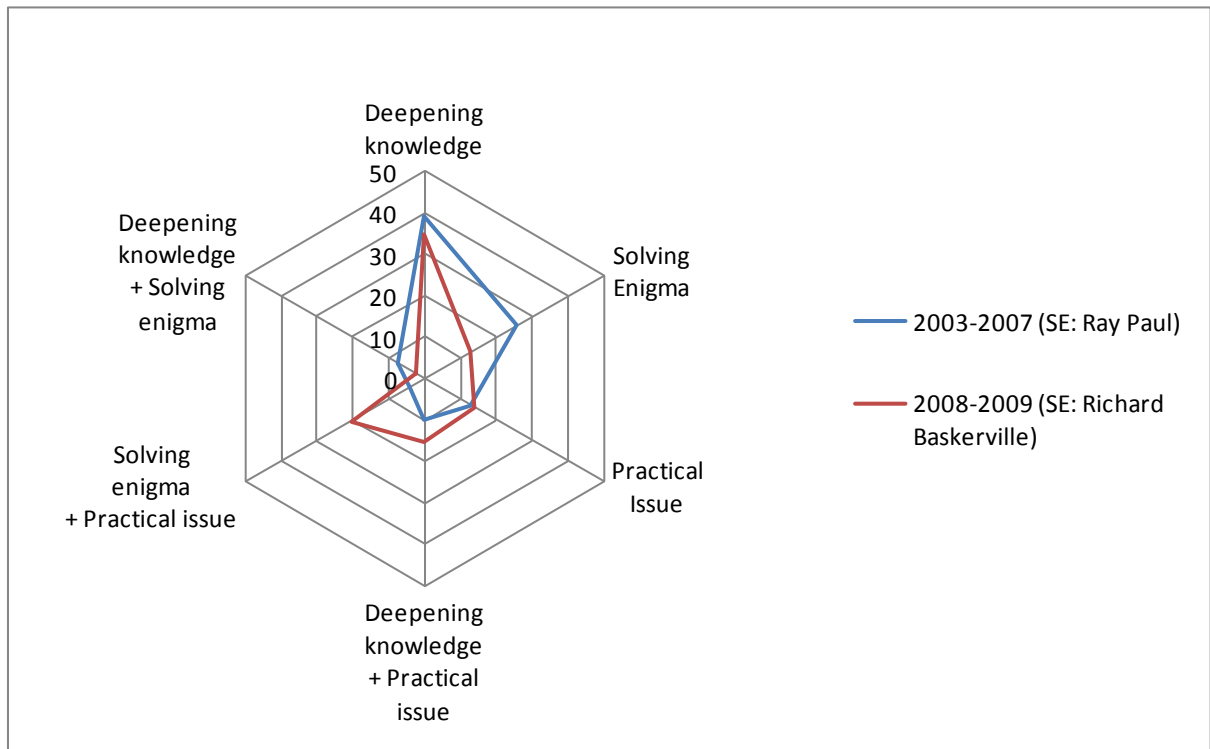 Deepening
knowledge
50
40
30
20
10
0
Solving
Enigma
Practical
Issue
Deepening
knowledge
+ Practical
issue
Solving
enigma
+ Practical issue
Deepening
knowledge
+ Solving
enigma
2003-2007 (SE: Ray Paul)
2008-2009 (SE: Richard
Baskerville)